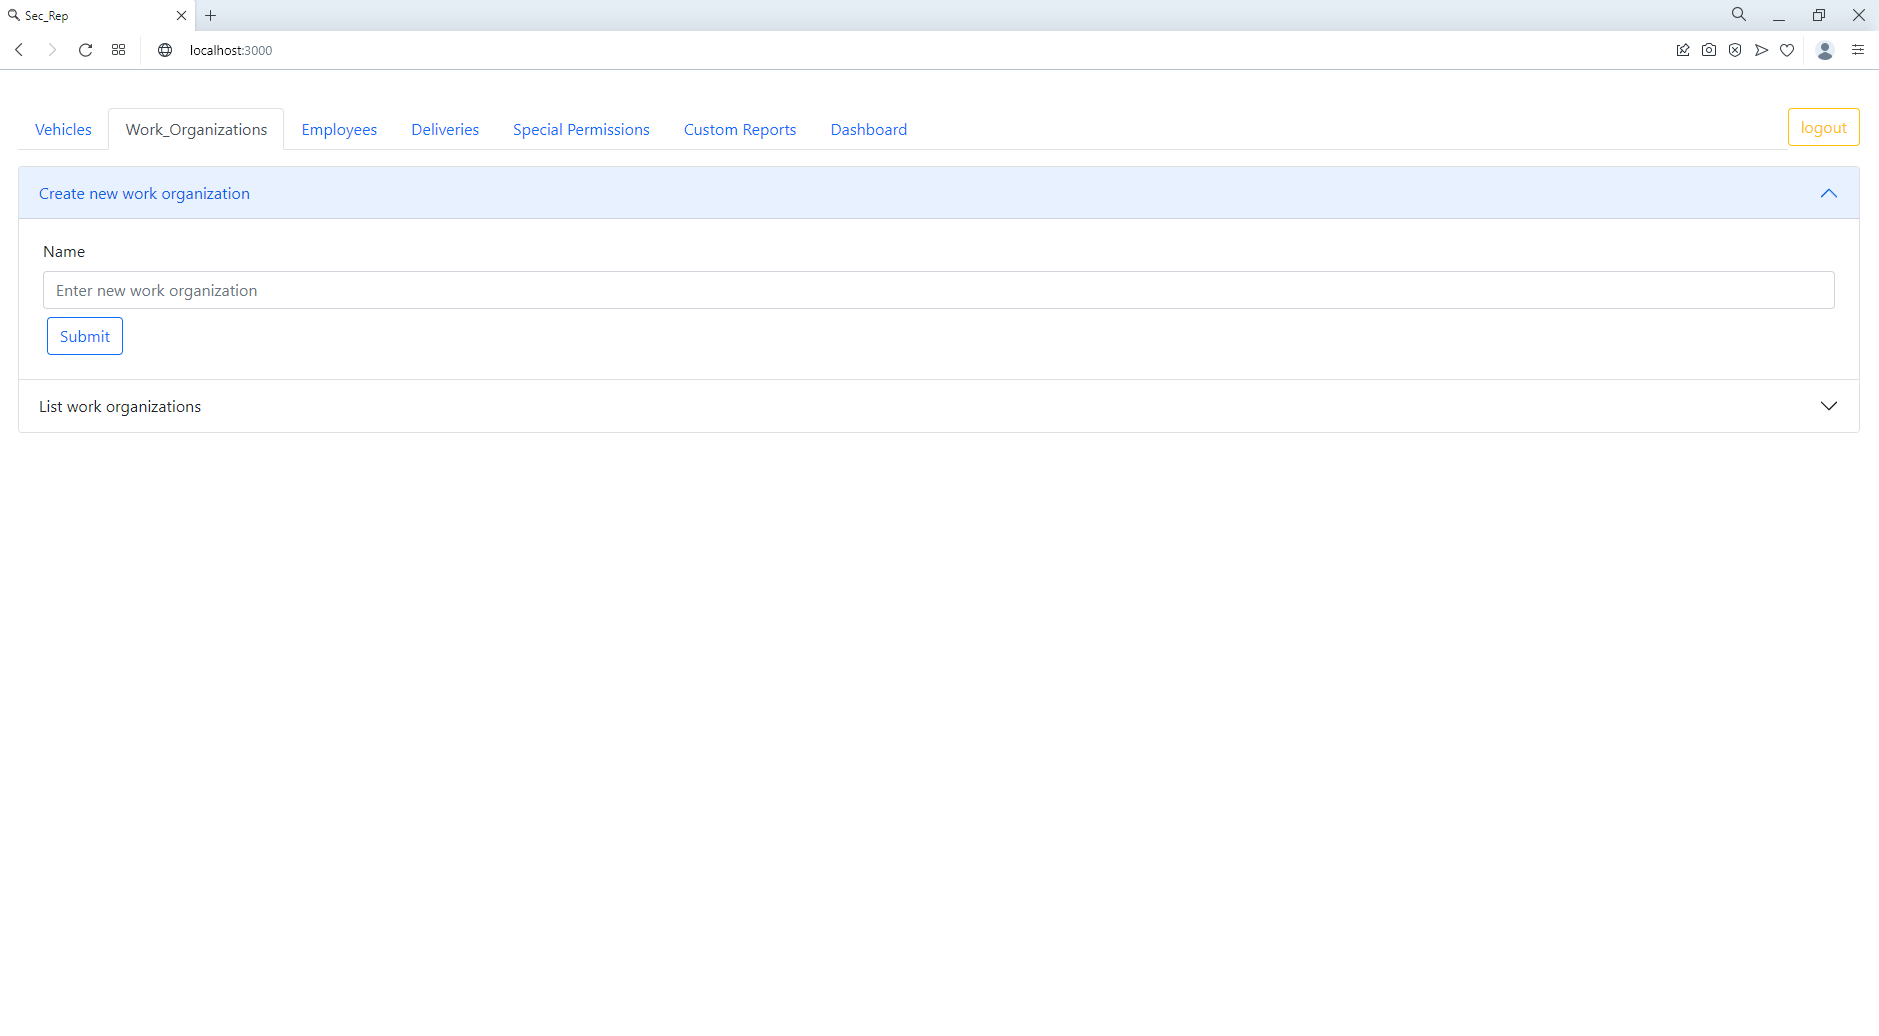 Sec_Rep
localhost:3000
Vehicles Work_Organizations Employees Deliveries Special Permissions Custom Reports Dashboard logout
Create new work organization
Name
Enter new work organization
Submit
List work organizations